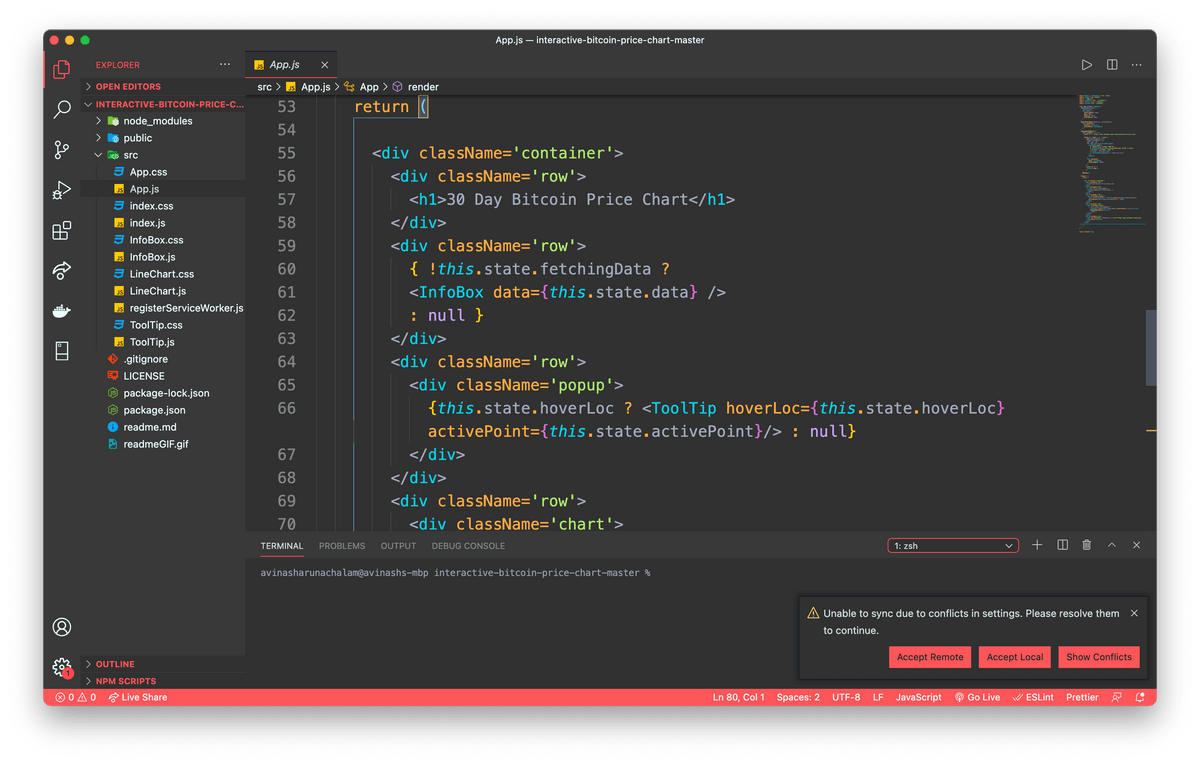 App.js — interactive-bitcoin-price-chart-master
EXPLORER
OPEN EDITORS
INTERACTIVE-BITCOIN-PRICE-C...
node_modules
public
src
App.css
App.js
index.css
index.js
InfoBox.css
InfoBox.js
LineChart.css
LineChart.js
registerServiceWorker.js
ToolTip.css
ToolTip.js
.gitignore
LICENSE
package-lock.json
package.json
readme.md
readmeGIF.gif
OUTLINE
NPM SCRIPTS
App.js
src > App.js > App > render
53 return (
54
55 <div className='container'>
56 <div className='row'>
57 <h1>30 Day Bitcoin Price Chart</h1>
58 </div>
59 <div className='row'>
60 { !this.state.fetchingData ?
61 <InfoBox data={this.state.data} />
62 : null }
63 </div>
64 <div className='row'>
65 <div className='popup'>
66 {this.state.hoverLoc ? <ToolTip hoverLoc={this.state.hoverLoc}
activePoint={this.state.activePoint}/> : null}
67 </div>
68 </div>
69 <div className='row'>
70 <div className='chart'>
TERMINAL PROBLEMS OUTPUT DEBUG CONSOLE 1: zsh
avinasharunachalam@avinashs-mbp interactive-bitcoin-price-chart-master %
Unable to sync due to conflicts in settings. Please resolve them
to continue.
Accept Remote Accept Local Show Conflicts
1
0 0 Live Share Ln 80, Col 1 Spaces: 2 UTF-8 LF JavaScript Go Live ESLint Prettier